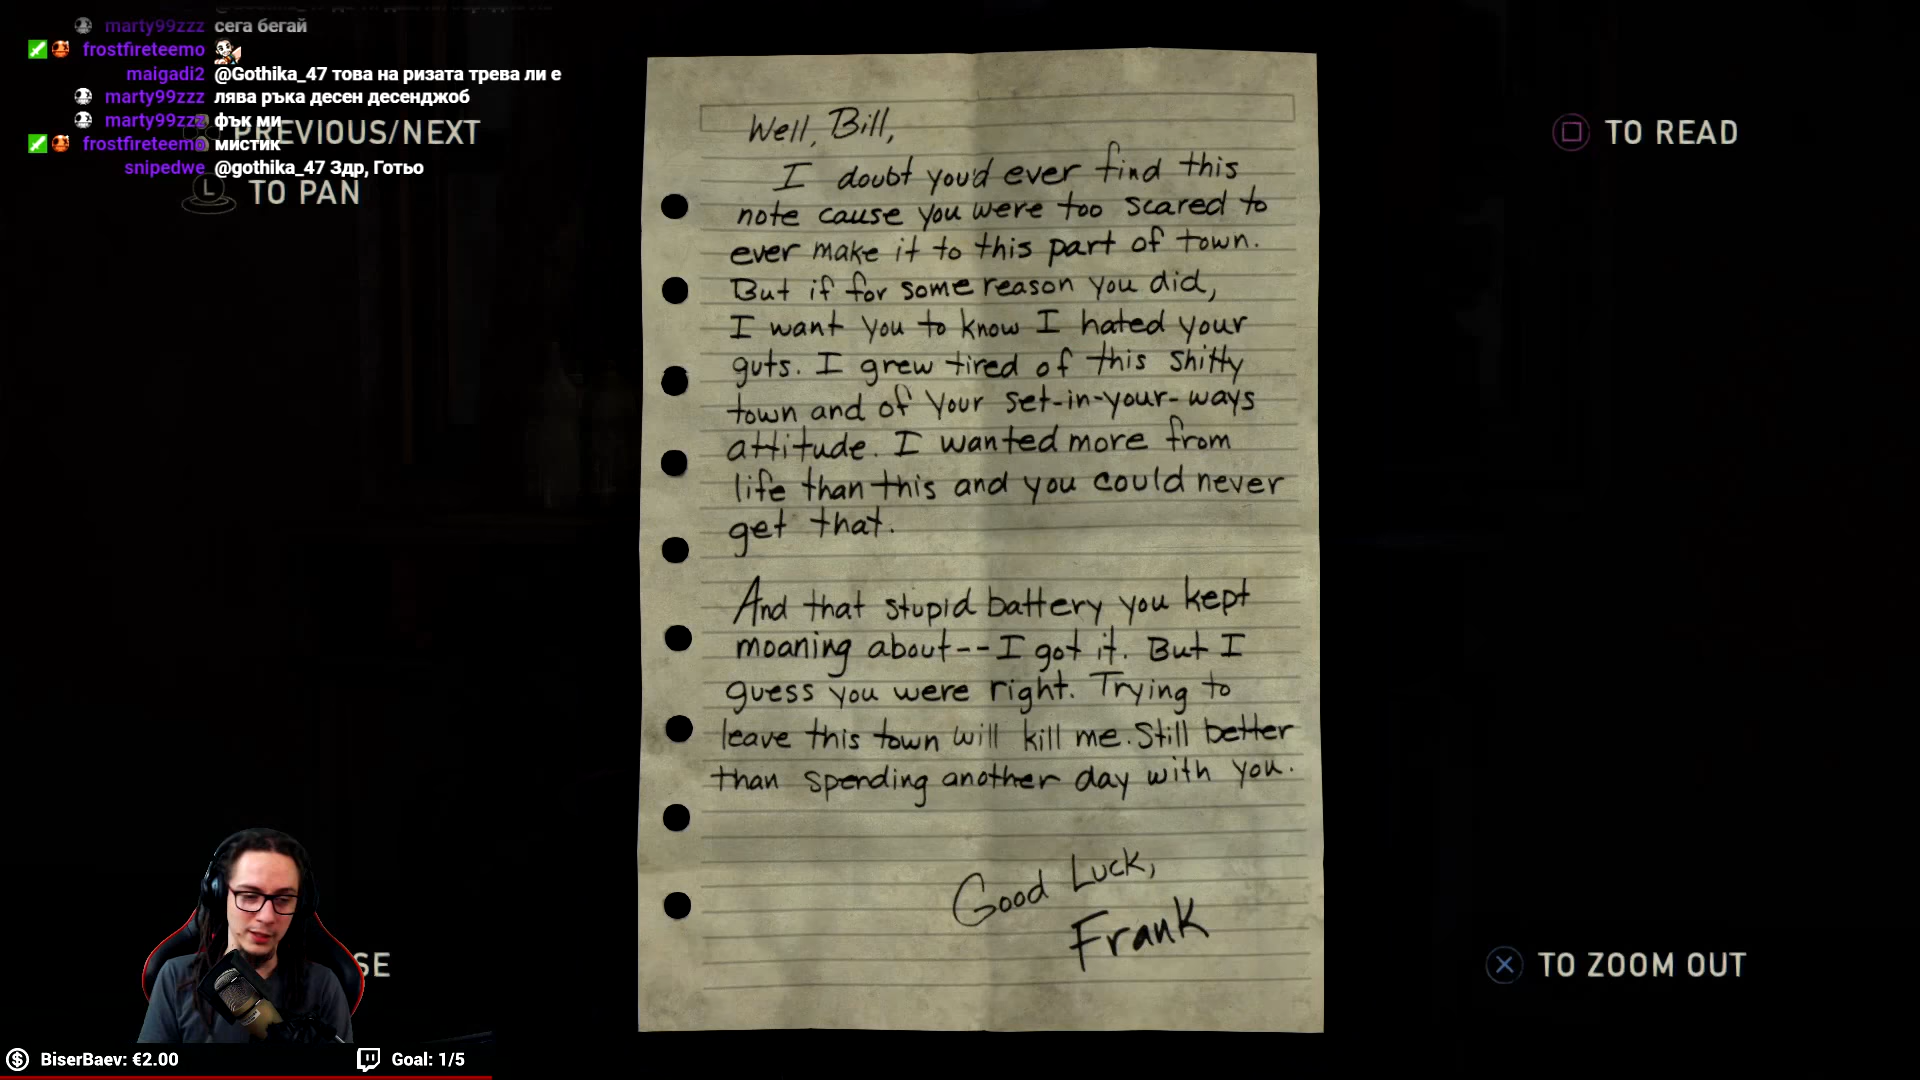 marty99zzz сега бегай
frostfireteemo
maigadi2 @Gothika_47 това на ризата трева ли е
marty99zzz лява ръка десен десенджоб
marty99zzz фък ми
frostfireteemo мистик
snipedwe @gothika_47 Здр, Готьо
PREVIOUS/NEXT
L TO PAN
TO READ
Well, Bill,
I doubt you'd ever find this
note cause you were too scared to
ever make it to this part of town.
But if for some reason you did,
I want you to know I hated your
guts. I grew tired of this shitty
town and of your set-in-your-ways
attitude. I wanted more from
life than this and you could never
get that.
And that stupid battery you kept
moaning about--I got it. But I
guess you were right. Trying to
leave this town will kill me. Still better
than spending another day with you.
Good Luck,
Frank
SE
TO ZOOM OUT
BiserBaev: €2.00
Goal: 1/5